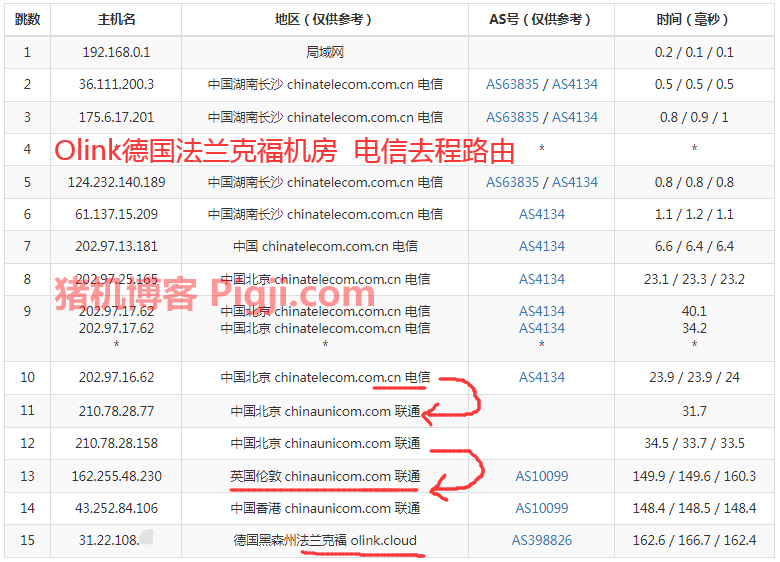 跳数 主机名 地区（仅供参考） AS号（仅供参考） 时间（毫秒）
1 192.168.0.1 局域网 0.2 / 0.1 / 0.1
2 36.111.200.3 中国湖南长沙 chinatelecom.com.cn 电信 AS63835 / AS4134 0.5 / 0.5 / 0.5
3 175.6.17.201 中国湖南长沙 chinatelecom.com.cn 电信 AS63835 / AS4134 0.8 / 0.9 / 1
4 * * * *
Olink德国法兰克福机房 电信去程路由
5 124.232.140.189 中国湖南长沙 chinatelecom.com.cn 电信 AS63835 / AS4134 0.8 / 0.8 / 0.8
6 61.137.15.209 中国湖南长沙 chinatelecom.com.cn 电信 AS4134 1.1 / 1.2 / 1.1
7 202.97.13.181 中国 chinatelecom.com.cn 电信 AS4134 6.6 / 6.4 / 6.4
8 202.97.25.165 中国北京 chinatelecom.com.cn 电信 AS4134 23.1 / 23.3 / 23.2
猪机博客 Pigji.com
9 202.97.17.62 中国北京 chinatelecom.com.cn 电信 AS4134 40.1
202.97.17.62 中国北京 chinatelecom.com.cn 电信 AS4134 34.2
* * * *
10 202.97.16.62 中国北京 chinatelecom.com.cn 电信 AS4134 23.9 / 23.9 / 24
11 210.78.28.77 中国北京 chinaunicom.com 联通 31.7
12 210.78.28.158 中国北京 chinaunicom.com 联通 34.5 / 33.7 / 33.5
13 162.255.48.230 英国伦敦 chinaunicom.com 联通 AS10099 149.9 / 149.6 / 160.3
14 43.252.84.106 中国香港 chinaunicom.com 联通 AS10099 148.4 / 148.5 / 148.4
15 31.22.108. 德国黑森州法兰克福 olink.cloud AS398826 162.6 / 166.7 / 162.4